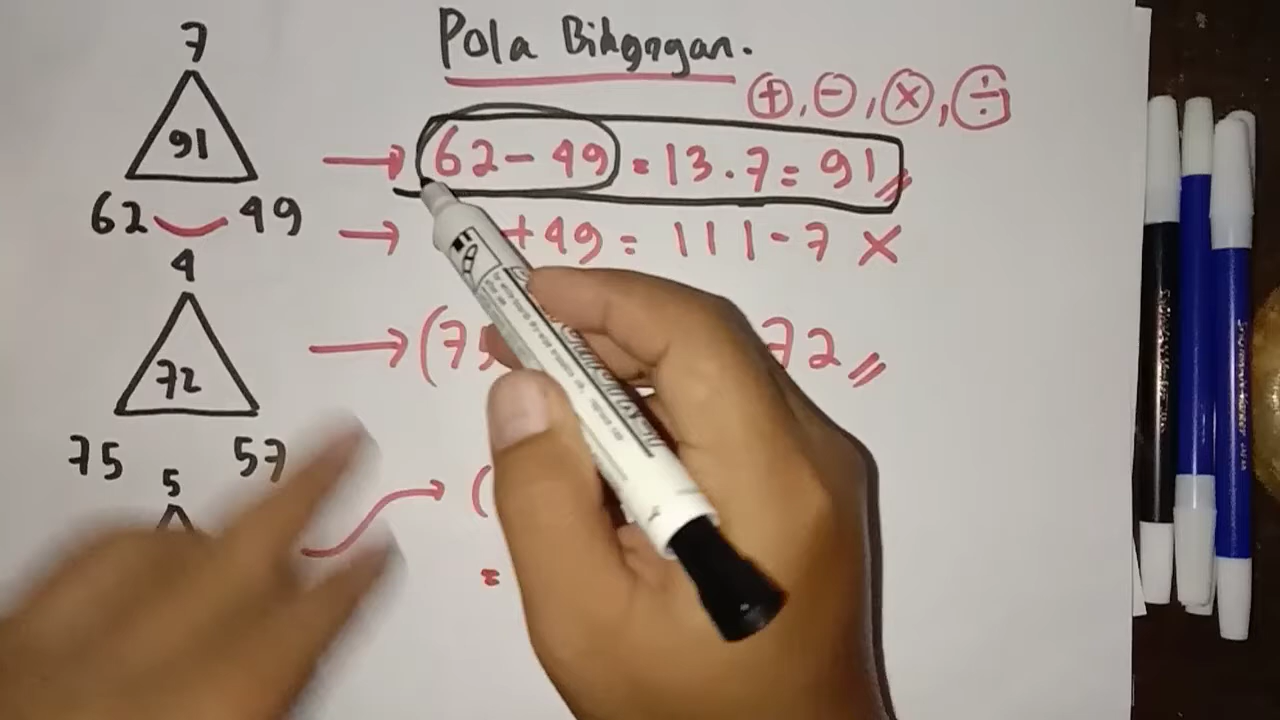 Pola Bilangan.
+, -, ×, ÷
7
91
62 49
62 - 49 = 13 . 7 = 91
+ 49 = 111 - 7 X
4
72
75 57
(75 72
5
(
=